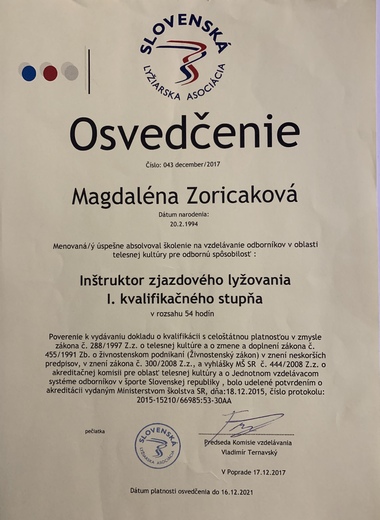 SLOVENSKÁ
LYŽIARSKA ASOCIÁCIA
Osvedčenie
Číslo: 043 december/2017
Magdaléna Zoricaková
Dátum narodenia:
20.2.1994
Menovaná/ý úspešne absolvoval školenie na vzdelávanie odborníkov v oblasti
telesnej kultúry pre odbornú spôsobilosť :
Inštruktor zjazdového lyžovania
I. kvalifikačného stupňa
v rozsahu 54 hodín
Poverenie k vydávaniu dokladu o kvalifikácii s celoštátnou platnosťou v zmysle
zákona č. 288/1997 Z.z. o telesnej kultúre a o zmene a doplnení zákona č.
455/1991 Zb. o živnostenskom podnikaní (Živnostenský zákon) v znení neskorších
predpisov, v znení zákona č. 300/2008 Z.z., a vyhlášky MŠ SR č. 444/2008 Z.z. o
akreditačnej komisii pre oblasť telesnej kultúry a o Jednotnom vzdelávacom
systéme odborníkov v športe Slovenskej republiky , bolo udelené potvrdením o
akreditácii vydaným Ministerstvom školstva SR, dňa:18.12.2015, číslo protokolu:
2015-15210/66985:53-30AA
pečiatka
SLOVENSKÁ
LYŽIARSKA ASOCIÁCIA
Predseda Komisie vzdelávania
Vladimír Ternavský
V Poprade 17.12.2017
Dátum platnosti osvedčenia do 16.12.2021